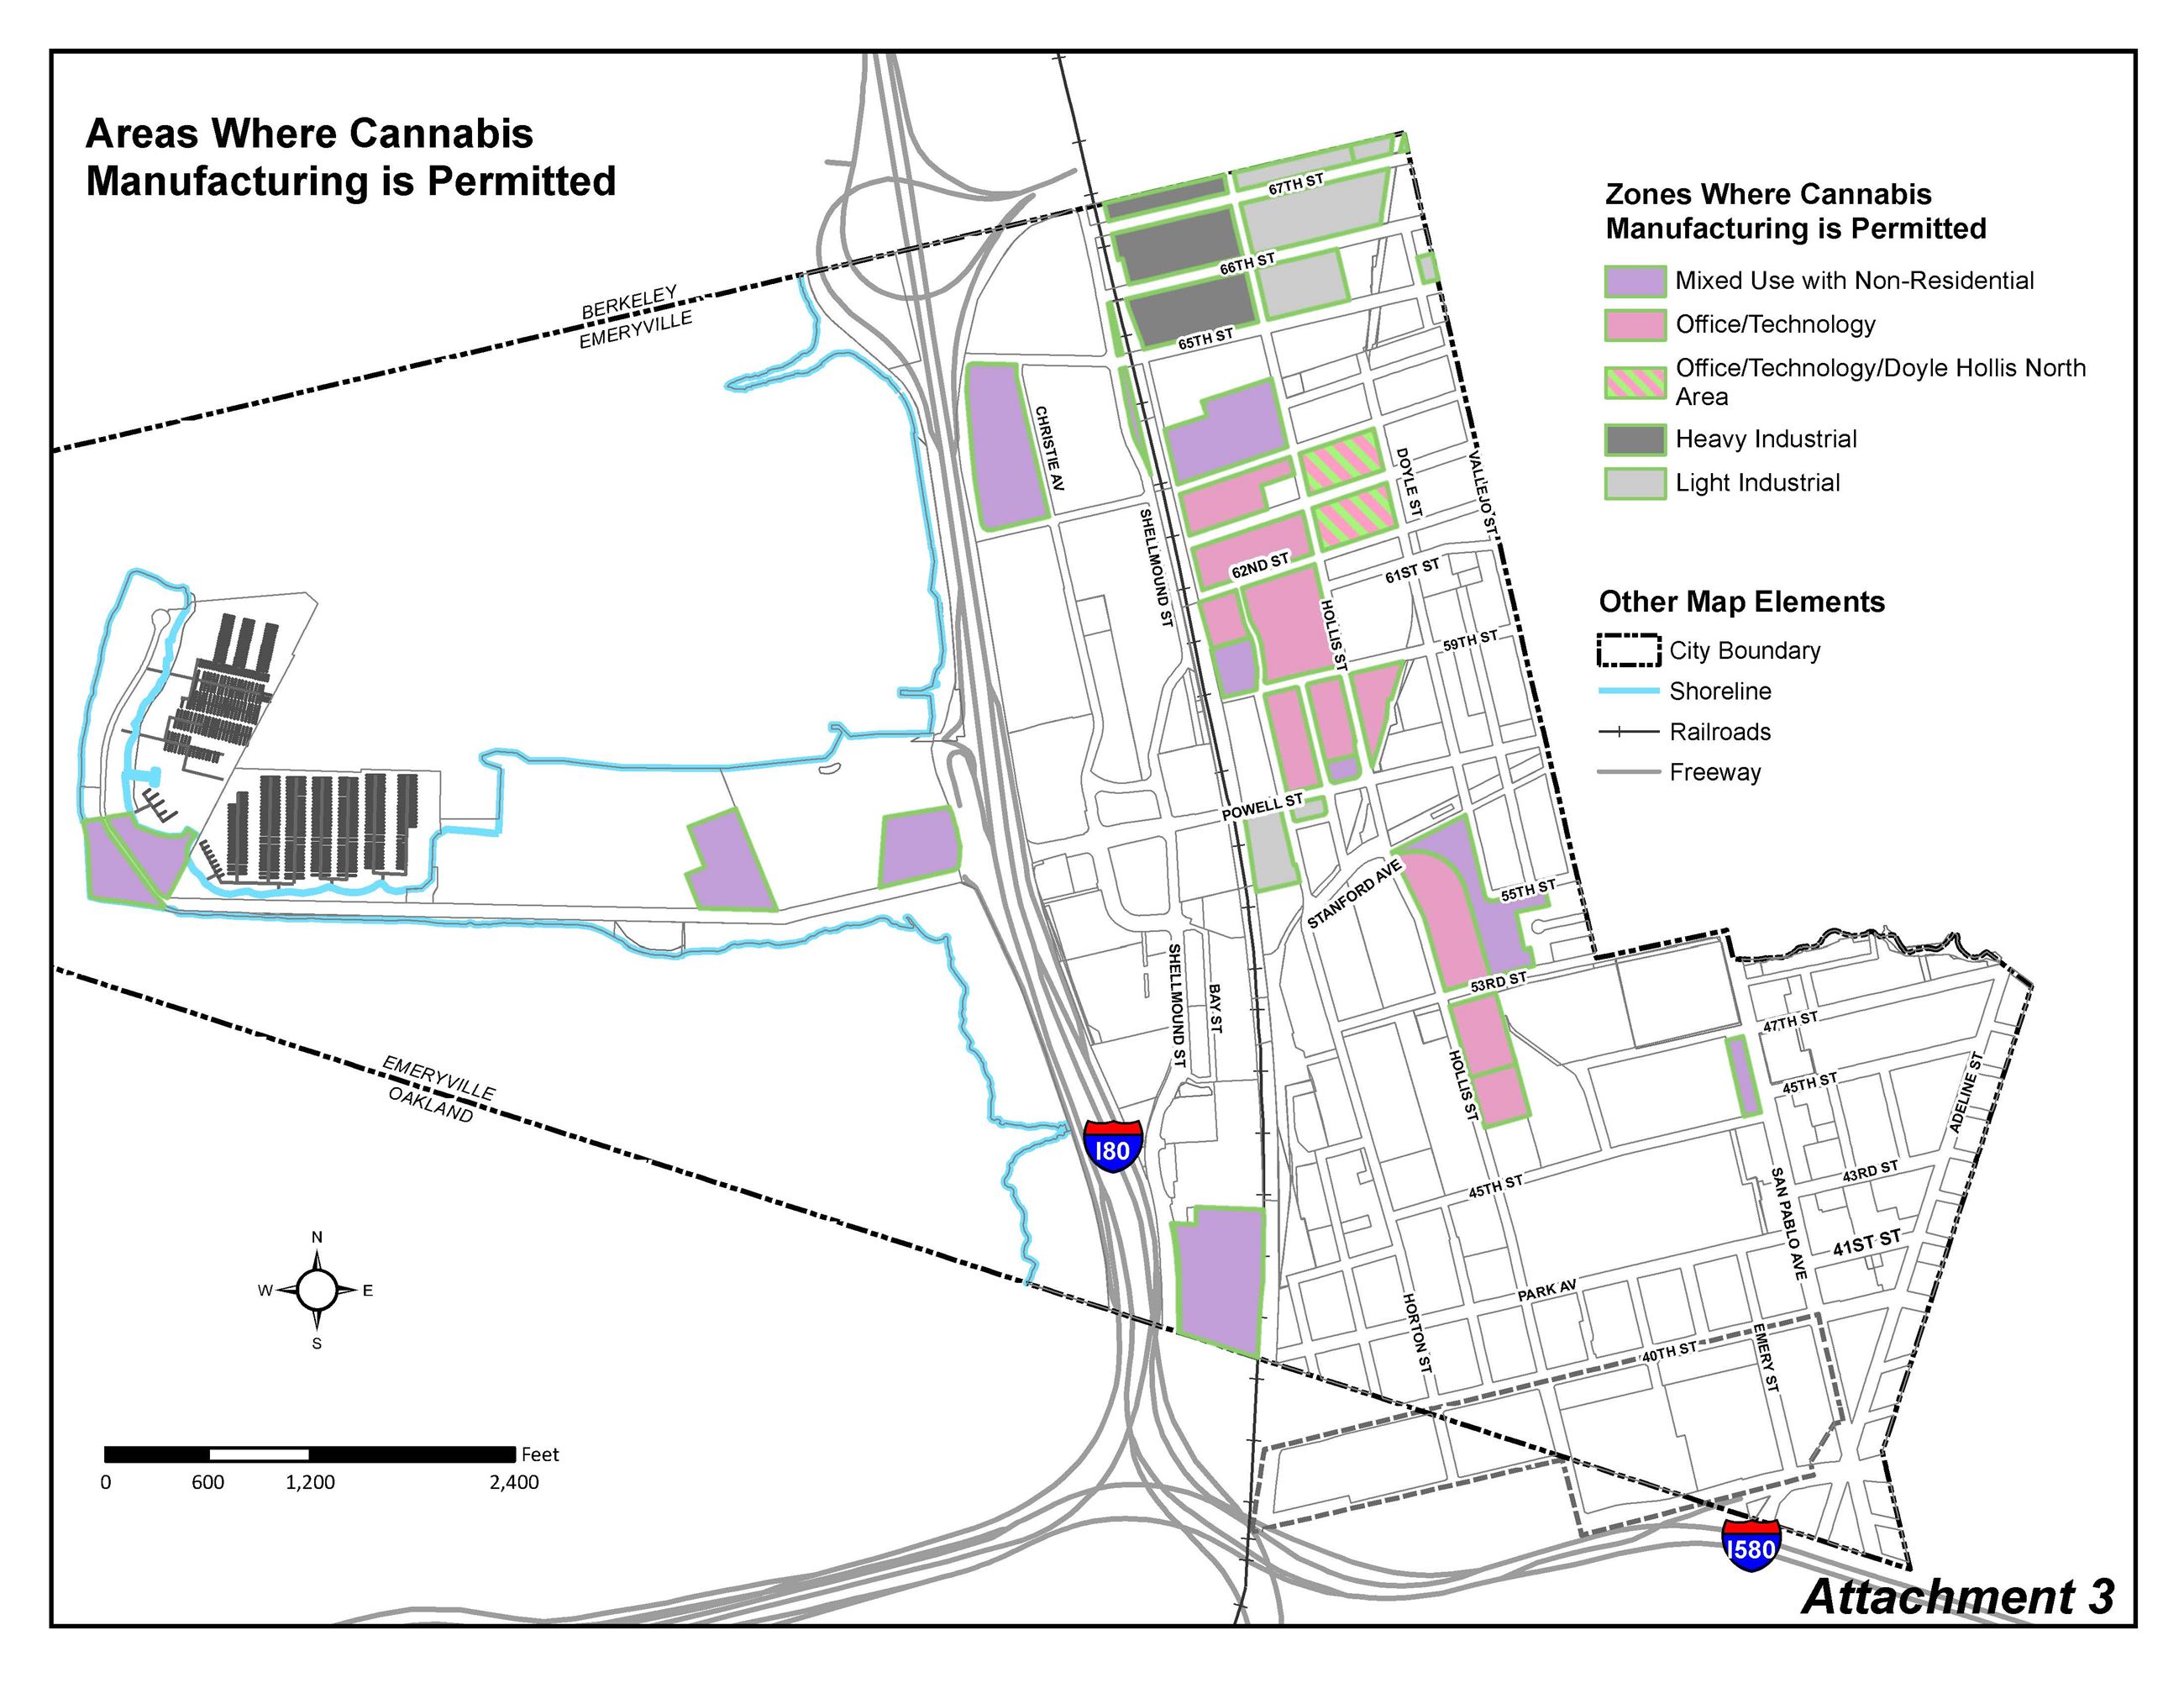 Areas Where Cannabis
Manufacturing is Permitted
Zones Where Cannabis
Manufacturing is Permitted
Mixed Use with Non-Residential
Office/Technology
Office/Technology/Doyle Hollis North
Area
Heavy Industrial
Light Industrial
Other Map Elements
City Boundary
Shoreline
Railroads
Freeway
BERKELEY
EMERYVILLE
67TH ST
66TH ST
65TH ST
CHRISTIE AV
DOYLE ST
VALLEJO ST
SHELLMOUND ST
62ND ST
61ST ST
HOLLIS ST
59TH ST
POWELL ST
STANFORD AVE
55TH ST
53RD ST
SHELLMOUND ST
BAY ST
47TH ST
45TH ST
ADELINE ST
HOLLIS ST
EMERYVILLE
OAKLAND
I80
45TH ST
43RD ST
SAN PABLO AVE
41ST ST
PARK AV
HORTON ST
40TH ST
EMERY ST
N
W
E
S
Feet
0
600
1,200
2,400
I580
Attachment 3